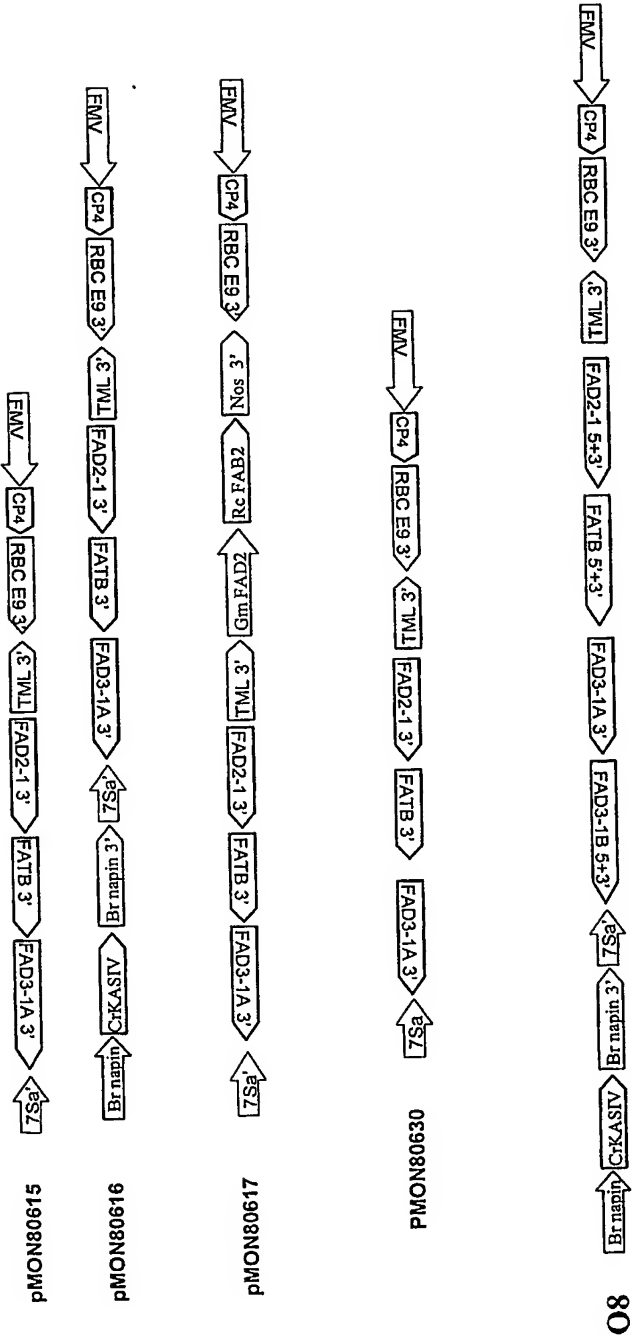 pMON80615
7Sa'
FAD3-1A 3'
FATB 3'
FAD2-1 3'
TML 3'
RBC E9 3'
CP4
FMV
pMON80616
Br napin
CrKASIV
Br napin 3'
7Sa'
FAD3-1A 3'
FATB 3'
FAD2-1 3'
TML 3'
RBC E9 3'
CP4
FMV
pMON80617
7Sa'
FAD3-1A 3'
FATB 3'
FAD2-1 3'
TML 3'
Gm FAD2
Rc FAB2
Nos 3'
RBC E9 3'
CP4
FMV
PMON80630
7Sa'
FAD3-1A 3'
FATB 3'
FAD2-1 3'
TML 3'
RBC E9 3'
CP4
FMV
O8
Br napin
CrKASIV
Br napin 3'
7Sa'
FAD3-1B 5+3'
FAD3-1A 3'
FATB 5'+3'
FAD2-1 5+3'
TML 3'
RBC E9 3'
CP4
FMV